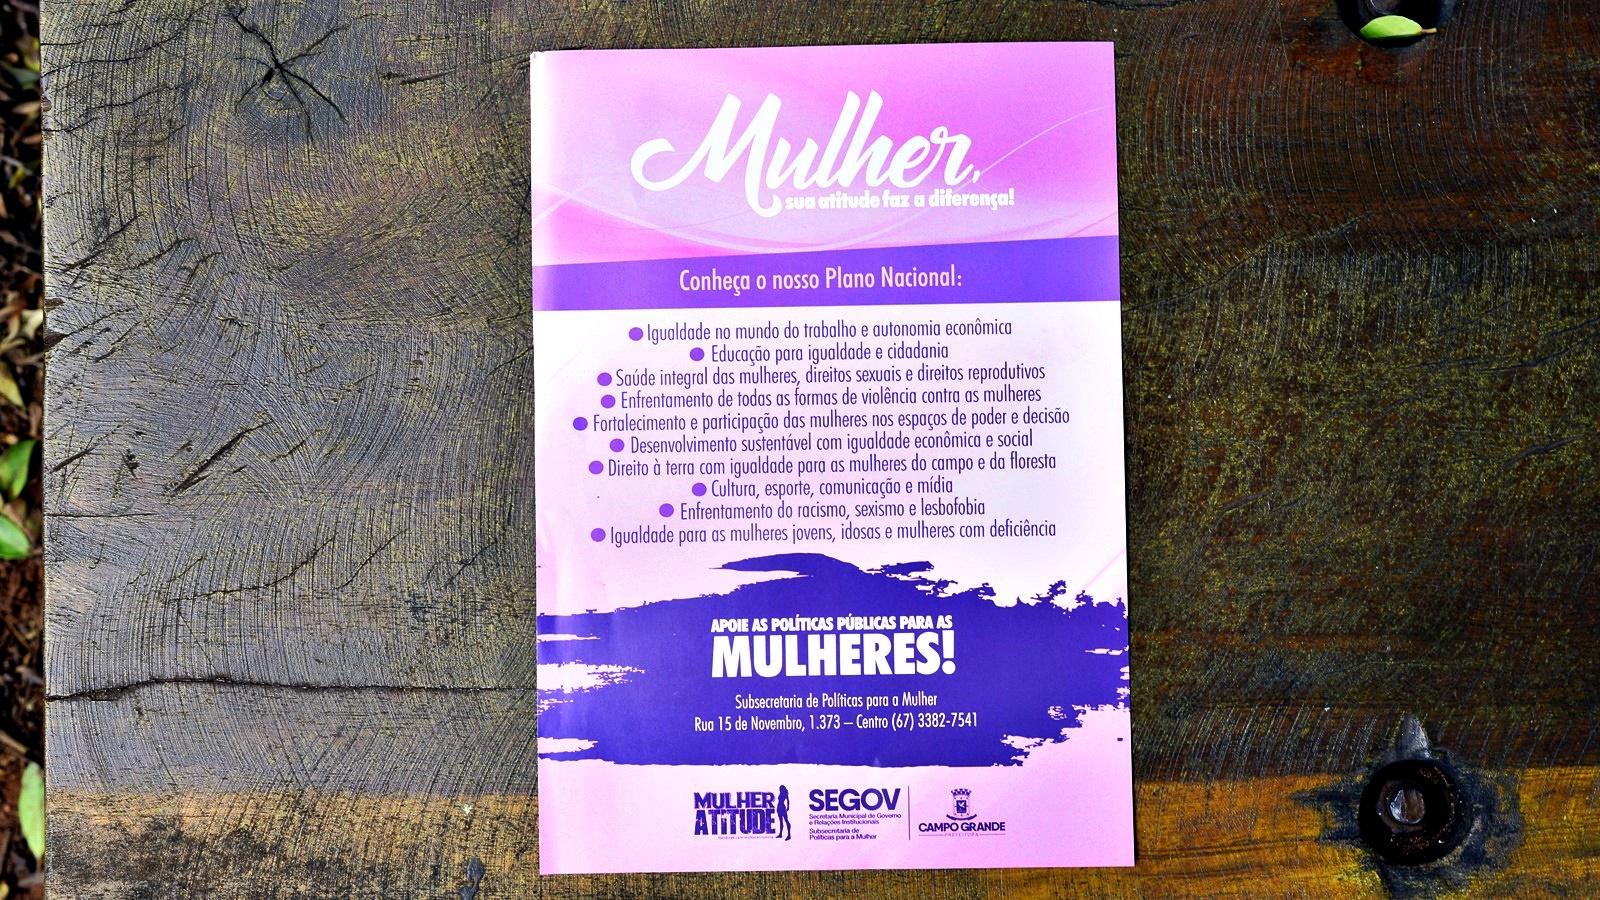 Mulher,
sua atitude faz a diferença!
Conheça o nosso Plano Nacional:
Igualdade no mundo do trabalho e autonomia econômica
Educação para igualdade e cidadania
Saúde integral das mulheres, direitos sexuais e direitos reprodutivos
Enfrentamento de todas as formas de violência contra as mulheres
Fortalecimento e participação das mulheres nos espaços de poder e decisão
Desenvolvimento sustentável com igualdade econômica e social
Direito à terra com igualdade para as mulheres do campo e da floresta
Cultura, esporte, comunicação e mídia
Enfrentamento do racismo, sexismo e lesbofobia
Igualdade para as mulheres jovens, idosas e mulheres com deficiência
APOIE AS POLÍTICAS PÚBLICAS PARA AS
MULHERES!
Subsecretaria de Políticas para a Mulher
Rua 15 de Novembro, 1.373 – Centro (67) 3382-7541
MULHER
ATITUDE
SEGOV
Secretaria Municipal de Governo
e Relações Institucionais
Subsecretaria de
Políticas para a Mulher
CAMPO GRANDE
PREFEITURA